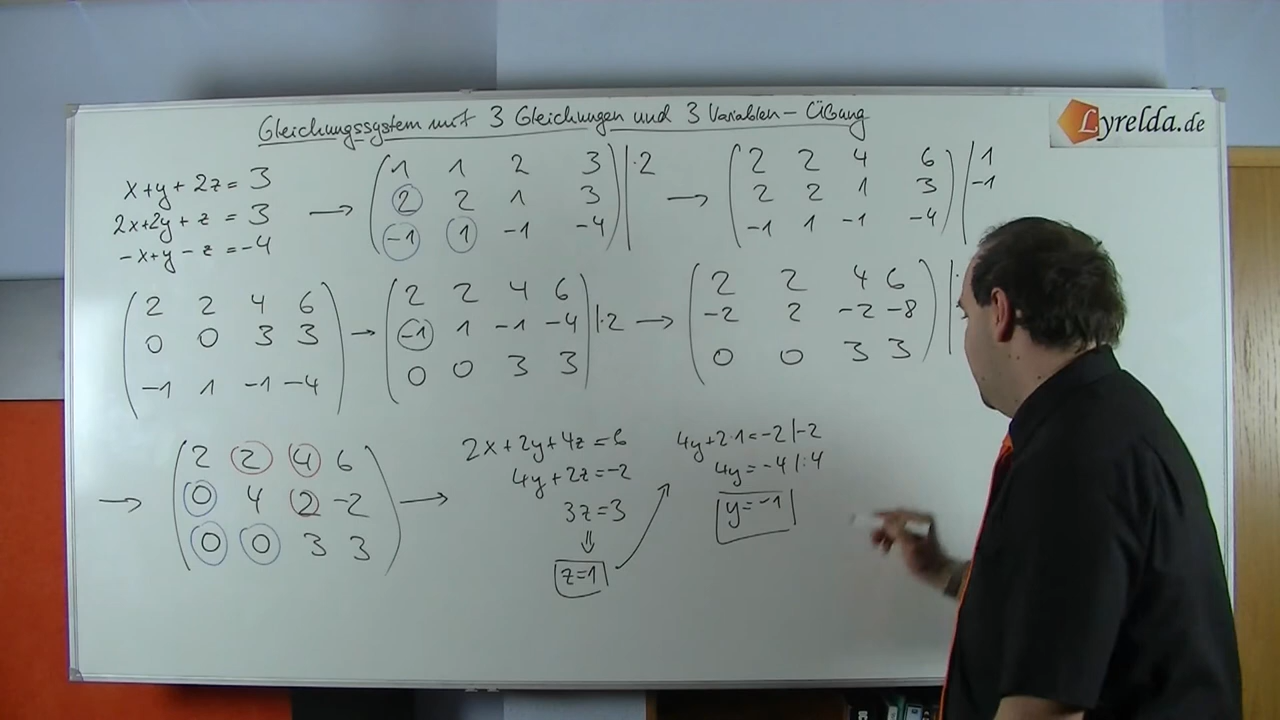 Gleichungssystem mit 3 Gleichungen und 3 Variablen – Übung
Lyrelda.de
x+y+2z=3
2x+2y+z=3
-x+y-z=-4
→
1 1 2 3 |·2
2 2 1 3
-1 1 -1 -4
→
2 2 4 6 | 1
2 2 1 3 | -1
-1 1 -1 -4
2 2 4 6
0 0 3 3
-1 1 -1 -4
→
2 2 4 6
-1 1 -1 -4 |·2
0 0 3 3
→
2 2 4 6
-2 2 -2 -8
0 0 3 3
→
2 2 4 6
0 4 2 -2
0 0 3 3
→
2x+2y+4z=6
4y+2z=-2
3z=3
⇓
z=1
4y+2·1=-2 |-2
4y=-4 |:4
y=-1